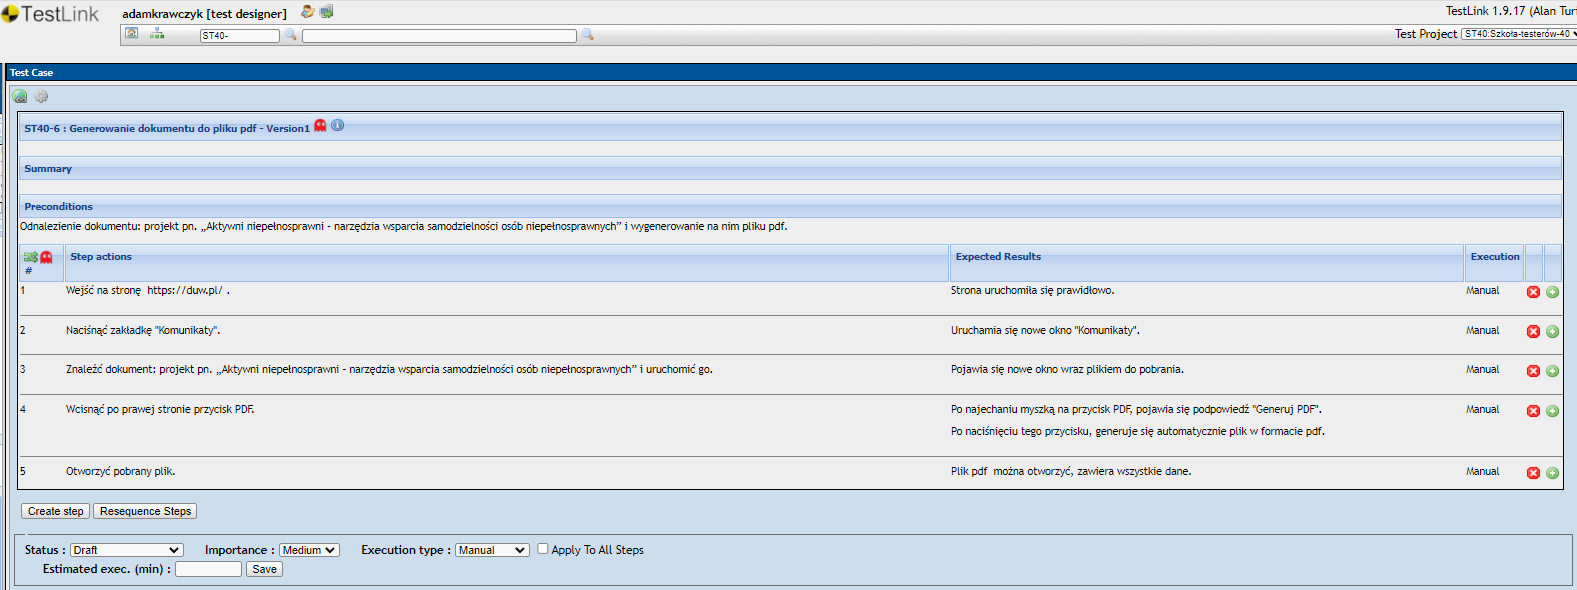 TestLink
adamkrawczyk [test designer]
TestLink 1.9.17 (Alan Tur
ST40-
Test Project ST40:Szkoła-testerów-40
Test Case
ST40-6 : Generowanie dokumentu do pliku pdf - Version1
Summary
Preconditions
Odnalezienie dokumentu: projekt pn. „Aktywni niepełnosprawni – narzędzia wsparcia samodzielności osób niepełnosprawnych” i wygenerowanie na nim pliku pdf.
# Step actions Expected Results Execution
1 Wejść na stronę https://duw.pl/ . Strona uruchomiła się prawidłowo. Manual
2 Nacisnąć zakładkę "Komunikaty". Uruchamia się nowe okno "Komunikaty". Manual
3 Znaleźć dokument: projekt pn. „Aktywni niepełnosprawni – narzędzia wsparcia samodzielności osób niepełnosprawnych” i uruchomić go. Pojawia się nowe okno wraz plikiem do pobrania. Manual
4 Wcisnąć po prawej stronie przycisk PDF. Po najechaniu myszką na przycisk PDF, pojawia się podpowiedź "Generuj PDF". Manual
Po naciśnięciu tego przycisku, generuje się automatycznie plik w formacie pdf.
5 Otworzyć pobrany plik. Plik pdf można otworzyć, zawiera wszystkie dane. Manual
Create step Resequence Steps
Status : Draft Importance : Medium Execution type : Manual Apply To All Steps
Estimated exec. (min) : Save